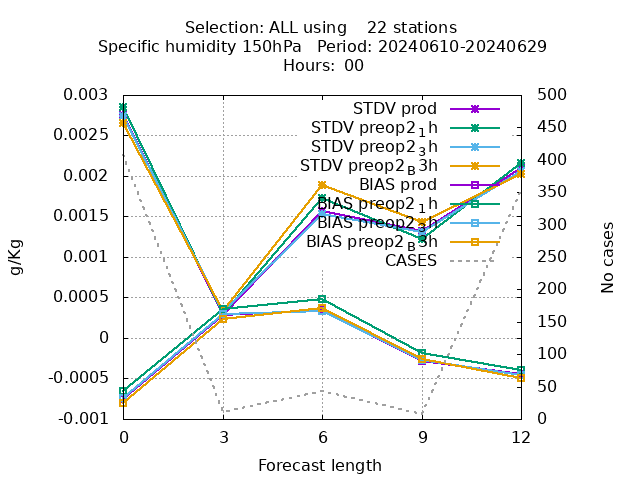 Selection: ALL using    22 stations
Specific humidity 150hPa   Period: 20240610-20240629
Hours: 00
0.003
0.0025
0.002
0.0015
0.001
0.0005
0
-0.0005
-0.001
g/Kg
STDV prod
STDV preop2_1h
STDV preop2_3h
STDV preop2_B3h
BIAS prod
BIAS preop2_1h
BIAS preop2_3h
BIAS preop2_B3h
CASES
500
450
400
350
300
250
200
150
100
50
0
No cases
0 3 6 9 12
Forecast length